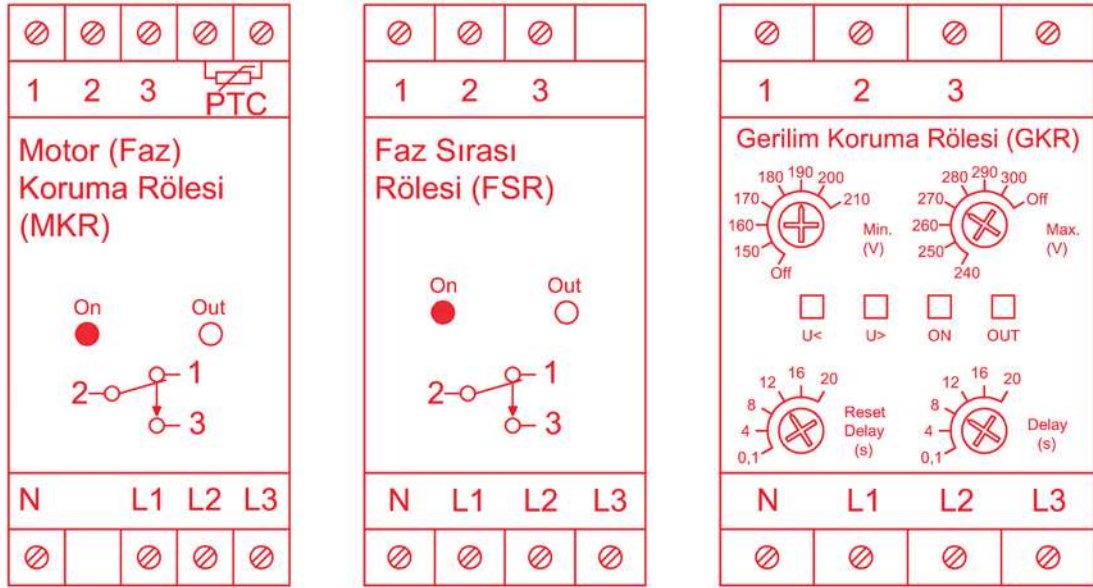 1 2 3
PTC
Motor (Faz)
Koruma Rölesi
(MKR)
On Out
1
2
3
N L1 L2 L3
1 2 3
Faz Sırası
Rölesi (FSR)
On Out
1
2
3
N L1 L2 L3
1 2 3
Gerilim Koruma Rölesi (GKR)
Off 150 160 170 180 190 200 210
Min.
(V)
240 250 260 270 280 290 300 Off
Max.
(V)
U< U> ON OUT
0,1 4 8 12 16 20
Reset
Delay
(s)
0,1 4 8 12 16 20
Delay
(s)
N L1 L2 L3